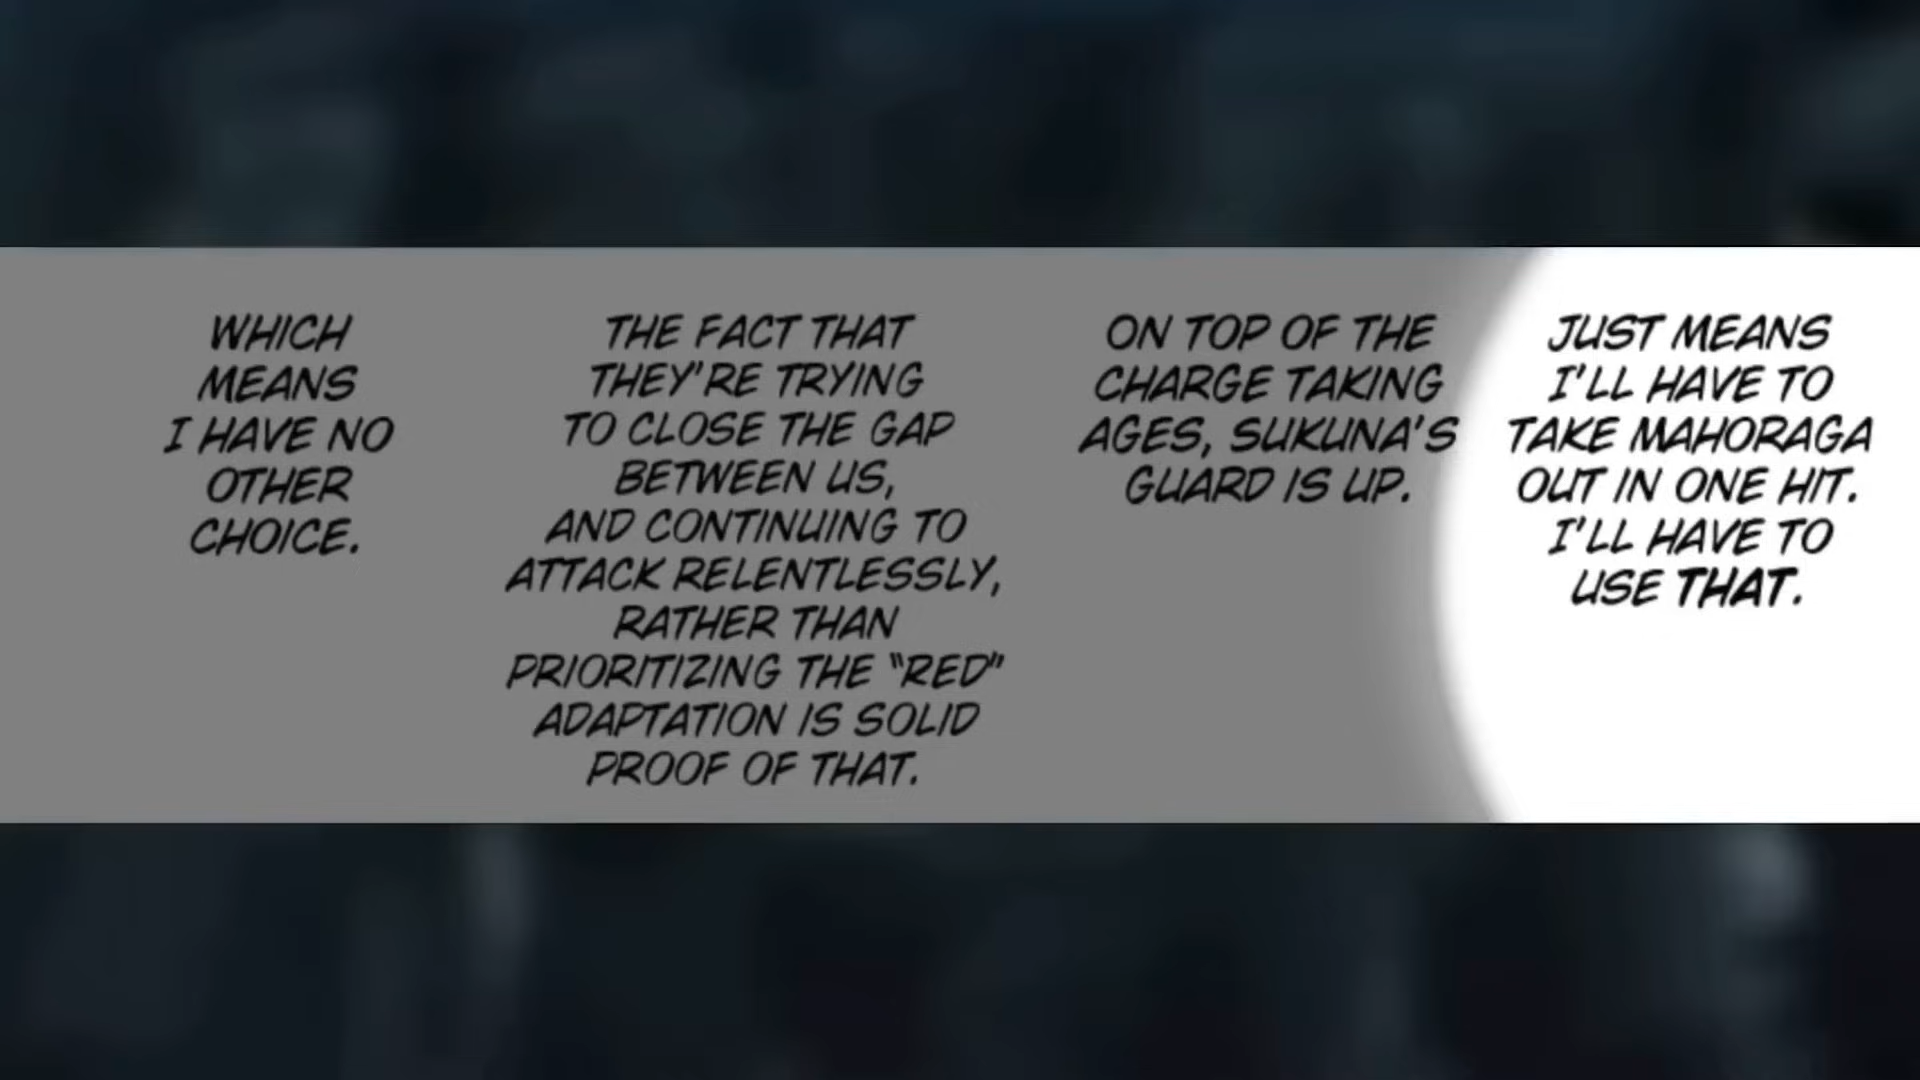 JUST MEANS
I'LL HAVE TO
TAKE MAHORAGA
OUT IN ONE HIT.
I'LL HAVE TO
USE THAT.
ON TOP OF THE
CHARGE TAKING
AGES, SUKUNA'S
GUARD IS UP.
THE FACT THAT
THEY'RE TRYING
TO CLOSE THE GAP
BETWEEN US,
AND CONTINUING TO
ATTACK RELENTLESSLY,
RATHER THAN
PRIORITIZING THE "RED"
ADAPTATION IS SOLID
PROOF OF THAT.
WHICH
MEANS
I HAVE NO
OTHER
CHOICE.